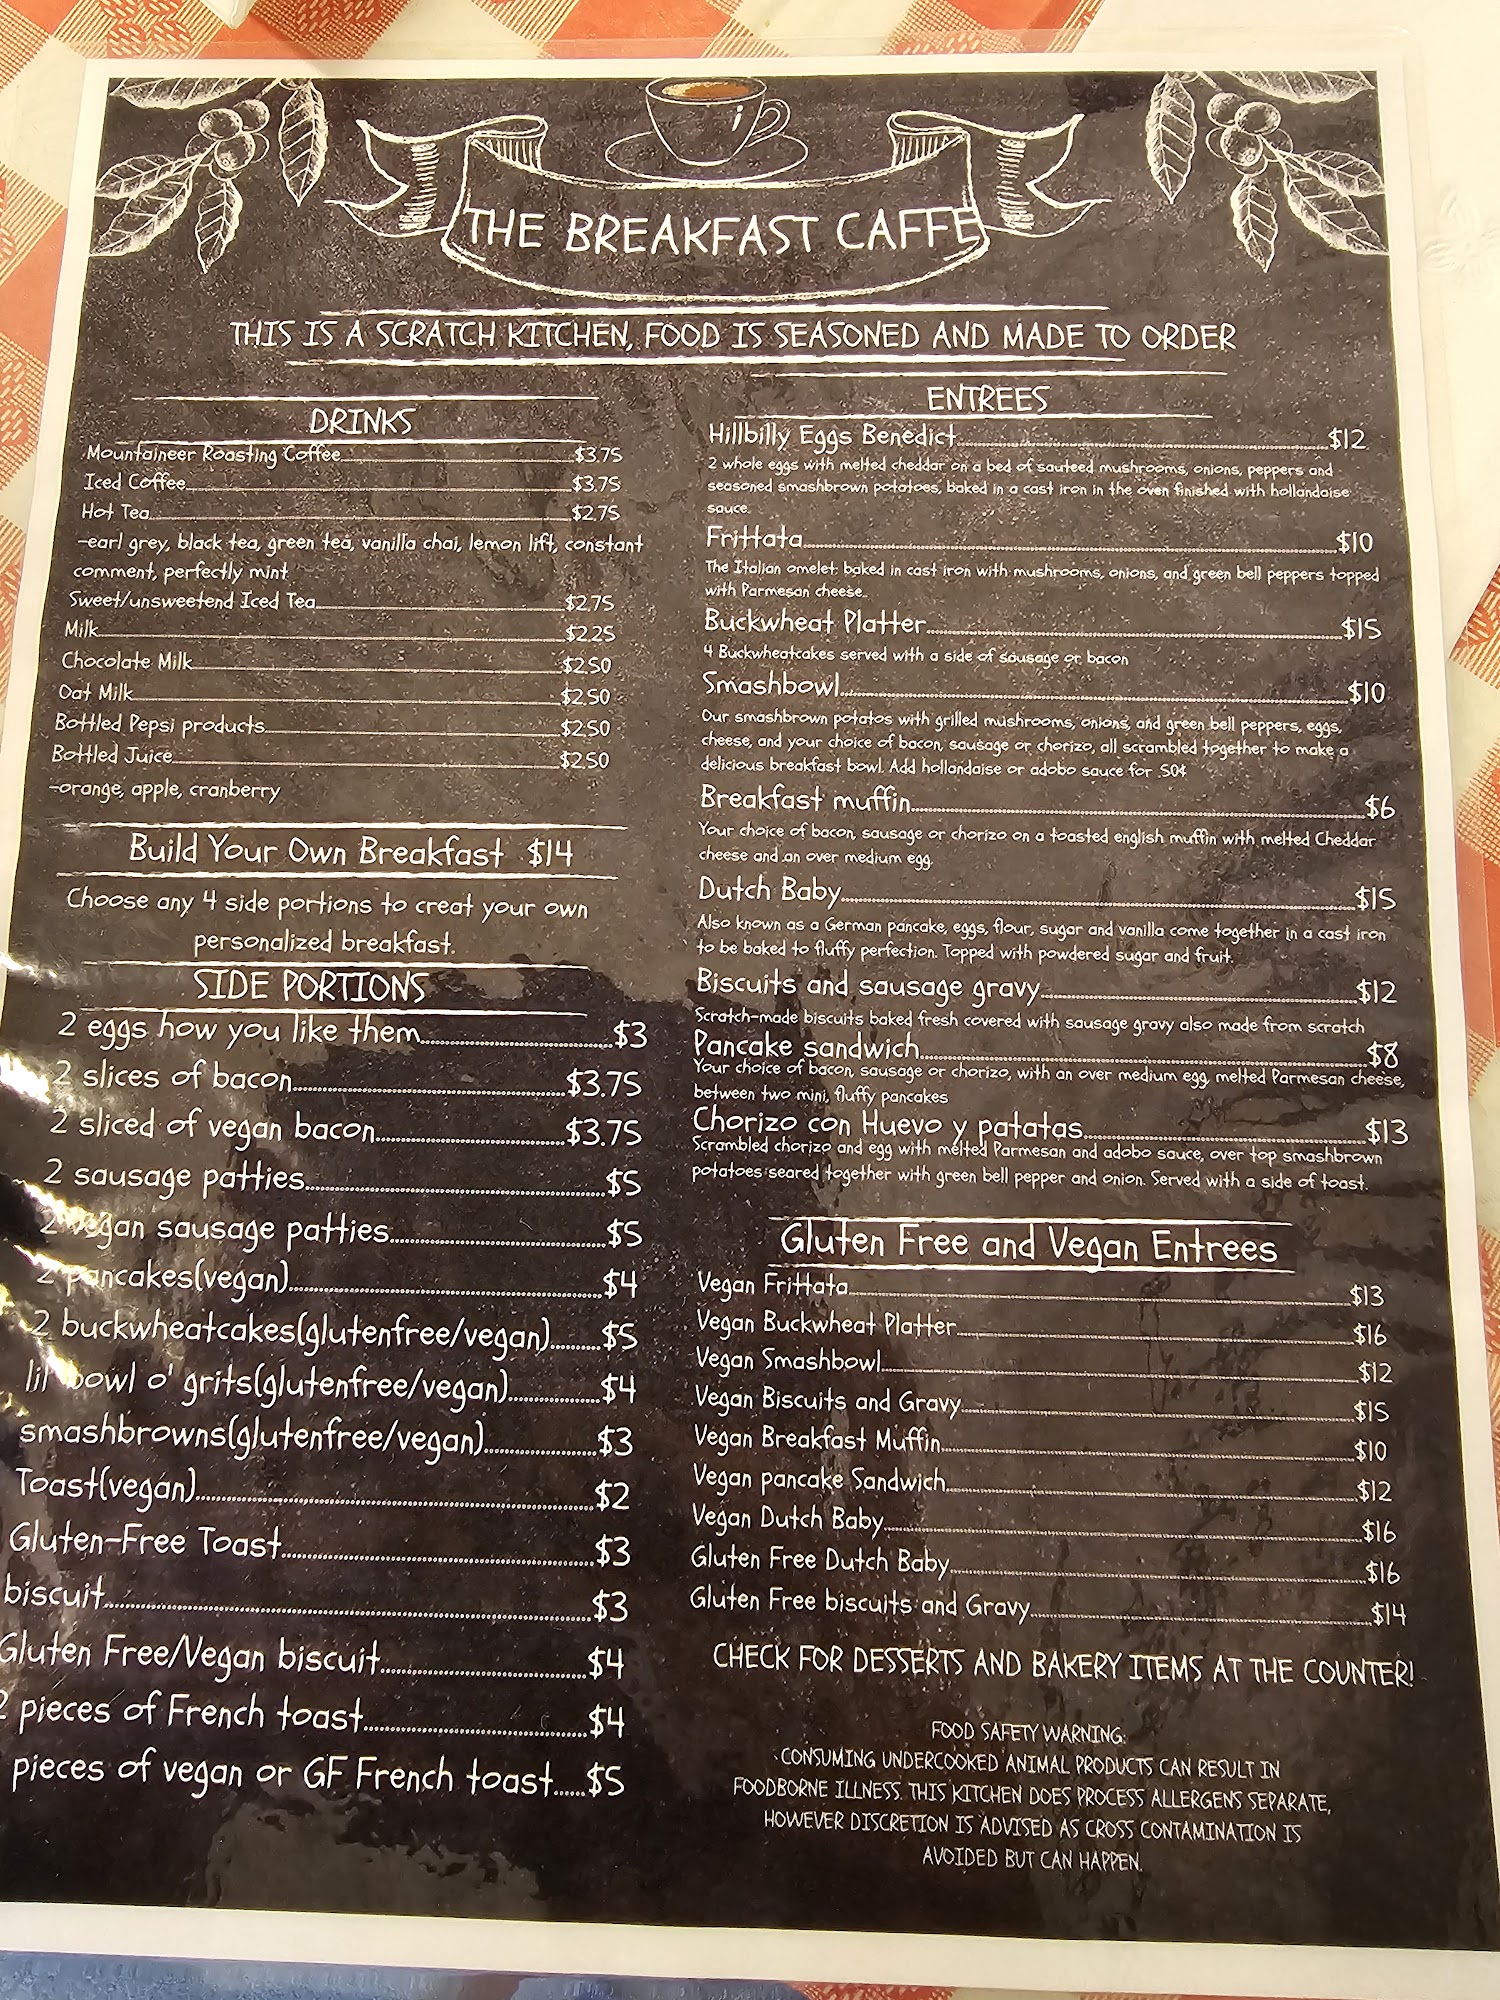 THE BREAKFAST CAFFE
THIS IS A SCRATCH KITCHEN, FOOD IS SEASONED AND MADE TO ORDER
DRINKS
Mountaineer Roasting Coffee $3.75
Iced Coffee $3.75
Hot Tea $2.75
-earl grey, black tea, green tea, vanilla chai, lemon lift, constant
comment, perfectly mint
Sweet/unsweetend Iced Tea $2.75
Milk $2.25
Chocolate Milk $2.50
Oat Milk $2.50
Bottled Pepsi products $2.50
Bottled Juice $2.50
-orange, apple, cranberry
Build Your Own Breakfast $14
Choose any 4 side portions to creat your own
personalized breakfast.
SIDE PORTIONS
2 eggs how you like them $3
2 slices of bacon $3.75
2 sliced of vegan bacon $3.75
2 sausage patties $5
2 vegan sausage patties $5
2 pancakes(vegan) $4
2 buckwheatcakes(glutenfree/vegan) $5
lil' bowl o' grits(glutenfree/vegan) $4
smashbrowns(glutenfree/vegan) $3
Toast(vegan) $2
Gluten-Free Toast $3
biscuit $3
Gluten Free/Vegan biscuit $4
2 pieces of French toast $4
pieces of vegan or GF French toast $5
ENTREES
Hillbilly Eggs Benedict $12
2 whole eggs with melted cheddar on a bed of sauteed mushrooms, onions, peppers and
seasoned smashbrown potatoes, baked in a cast iron in the oven finished with hollandaise
sauce.
Frittata $10
The Italian omelet baked in cast iron with mushrooms, onions, and green bell peppers topped
with Parmesan cheese.
Buckwheat Platter $15
4 Buckwheatcakes served with a side of sausage or bacon
Smashbowl $10
Our smashbrown potatos with grilled mushrooms, onions, and green bell peppers, eggs,
cheese, and your choice of bacon, sausage or chorizo, all scrambled together to make a
delicious breakfast bowl. Add hollandaise or adobo sauce for .50¢
Breakfast muffin $6
Your choice of bacon, sausage or chorizo on a toasted english muffin with melted Cheddar
cheese and an over medium egg.
Dutch Baby $15
Also known as a German pancake, eggs, flour, sugar and vanilla come together in a cast iron
to be baked to fluffy perfection. Topped with powdered sugar and fruit.
Biscuits and sausage gravy $12
Scratch-made biscuits baked fresh covered with sausage gravy also made from scratch
Pancake sandwich $8
Your choice of bacon, sausage or chorizo, with an over medium egg, melted Parmesan cheese,
between two mini, fluffy pancakes
Chorizo con Huevo y patatas $13
Scrambled chorizo and egg with melted Parmesan and adobo sauce, over top smashbrown
potatoes seared together with green bell pepper and onion. Served with a side of toast.
Gluten Free and Vegan Entrees
Vegan Frittata $13
Vegan Buckwheat Platter $16
Vegan Smashbowl $12
Vegan Biscuits and Gravy $15
Vegan Breakfast Muffin $10
Vegan pancake Sandwich $12
Vegan Dutch Baby $16
Gluten Free Dutch Baby $16
Gluten Free biscuits and Gravy $14
CHECK FOR DESSERTS AND BAKERY ITEMS AT THE COUNTER!
FOOD SAFETY WARNING:
CONSUMING UNDERCOOKED ANIMAL PRODUCTS CAN RESULT IN
FOODBORNE ILLNESS. THIS KITCHEN DOES PROCESS ALLERGENS SEPARATE,
HOWEVER DISCRETION IS ADVISED AS CROSS CONTAMINATION IS
AVOIDED BUT CAN HAPPEN.